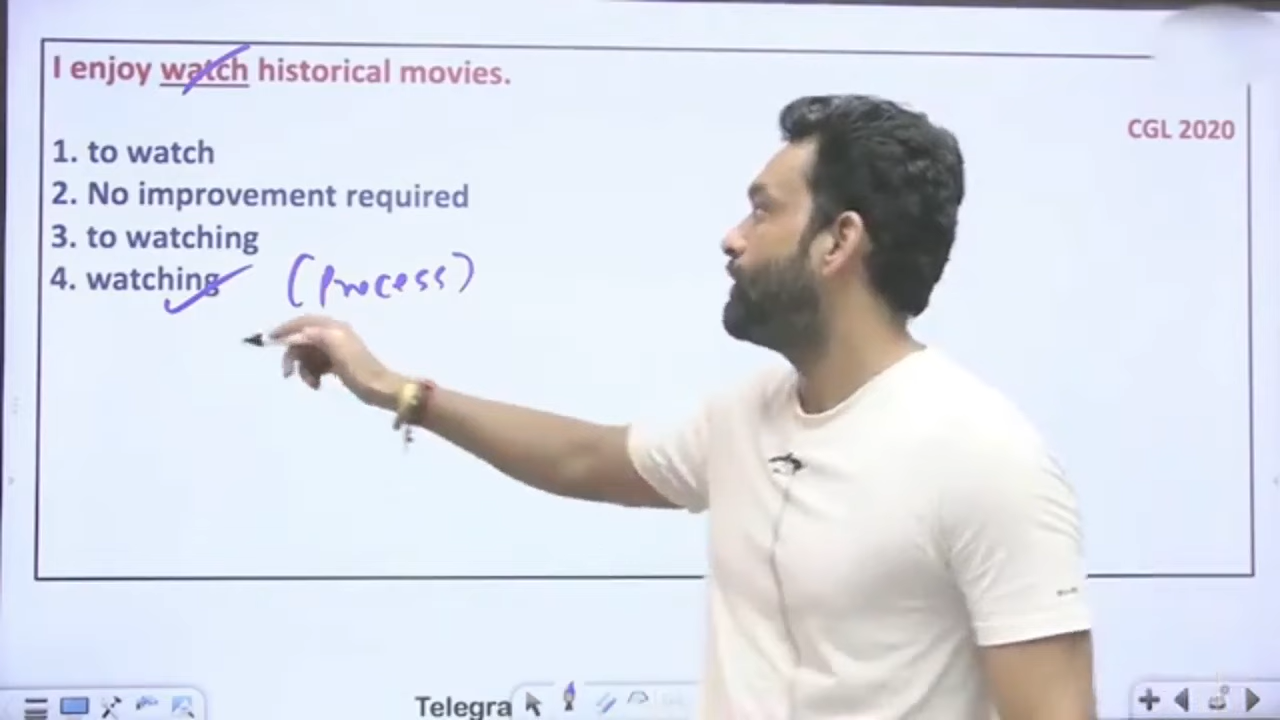 I enjoy watch historical movies.
CGL 2020
1. to watch
2. No improvement required
3. to watching
4. watching (Process)
Telegra